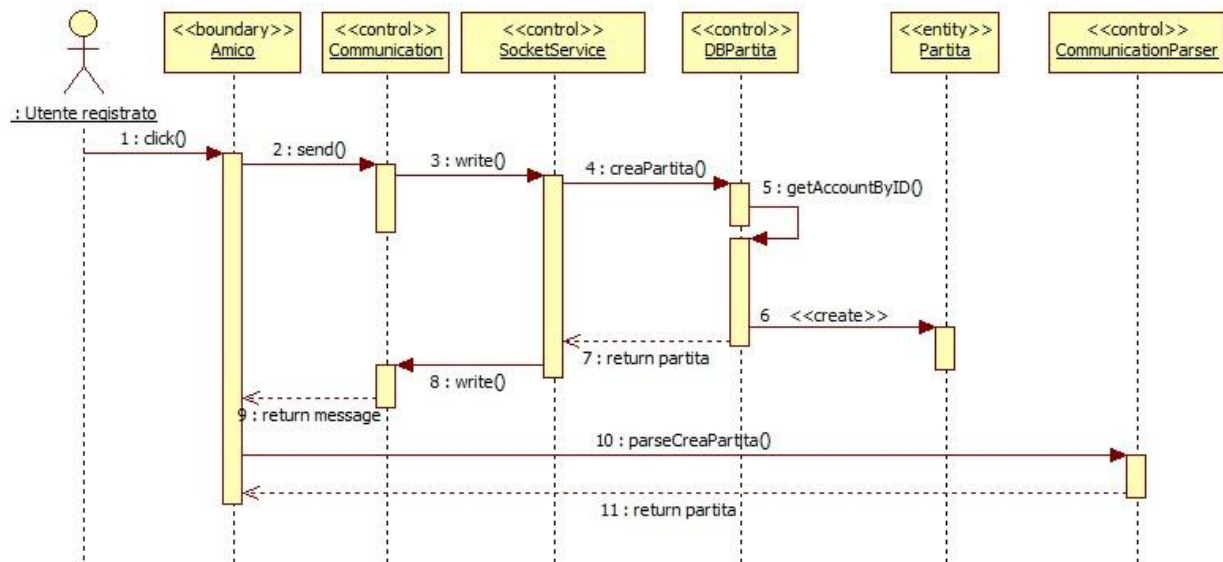 <<boundary>>
Amico
<<control>>
Communication
<<control>>
SocketService
<<control>>
DBPartita
<<entity>>
Partita
<<control>>
CommunicationParser
: Utente registrato
1 : click()
2 : send()
3 : write()
4 : creaPartita()
5 : getAccountByID()
6 <<create>>
7 : return partita
8 : write()
9 : return message
10 : parseCreaPartita()
11 : return partita